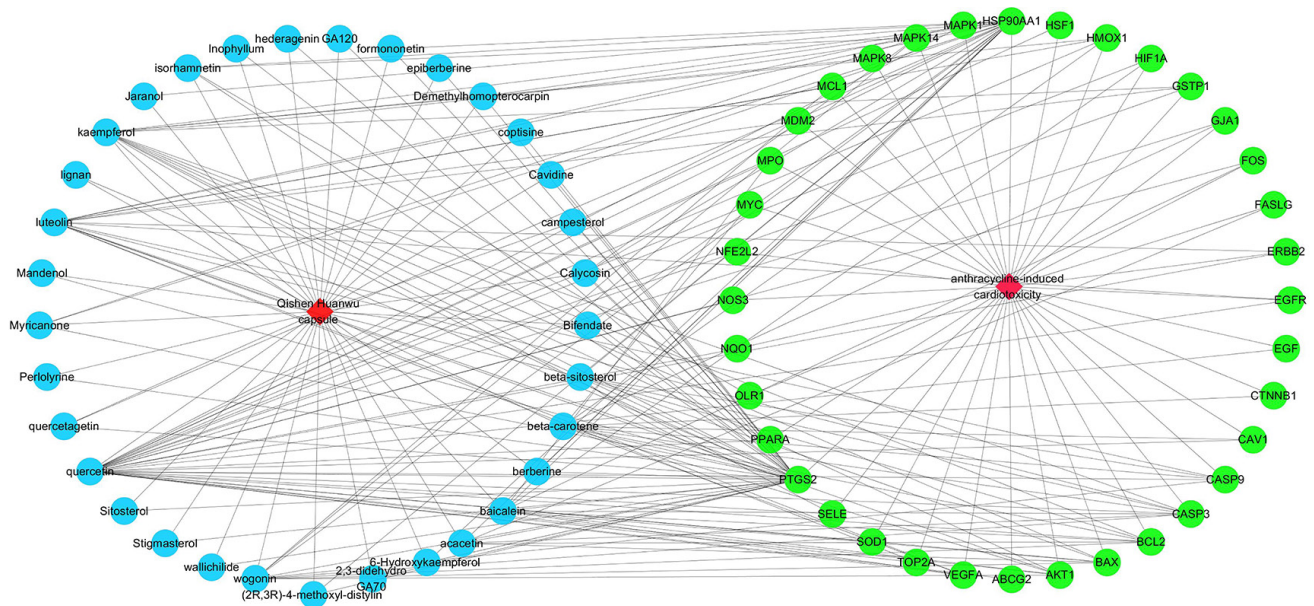 hederagenin
GA120
Inophyllum
formononetin
isorhamnetin
epiberberine
Jaranol
Demethylhomopterocarpin
kaempferol
coptisine
lignan
Cavidine
luteolin
campesterol
Mandenol
Calycosin
Qishen Huanwu
capsule
Myricanone
Bifendate
Perlolyrine
beta-sitosterol
quercetagetin
beta-carotene
quercetin
berberine
Sitosterol
baicalein
Stigmasterol
acacetin
wallichilide
6-Hydroxykaempferol
wogonin
2,3-didehydro
GA70
(2R,3R)-4-methoxyl-distylin
MAPK1
HSP90AA1
HSF1
MAPK14
HMOX1
MAPK8
HIF1A
MCL1
GSTP1
MDM2
GJA1
MPO
FOS
MYC
FASLG
NFE2L2
ERBB2
anthracycline-induced
cardiotoxicity
NOS3
EGFR
NQO1
EGF
OLR1
CTNNB1
PPARA
CAV1
PTGS2
CASP9
SELE
CASP3
SOD1
BCL2
TOP2A
BAX
VEGFA
ABCG2
AKT1